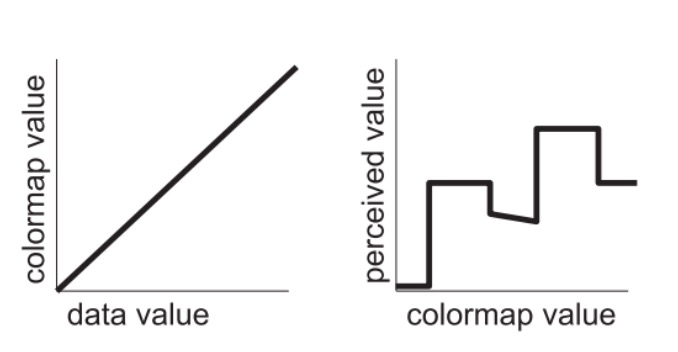 colormap value
data value
perceived value
colormap value